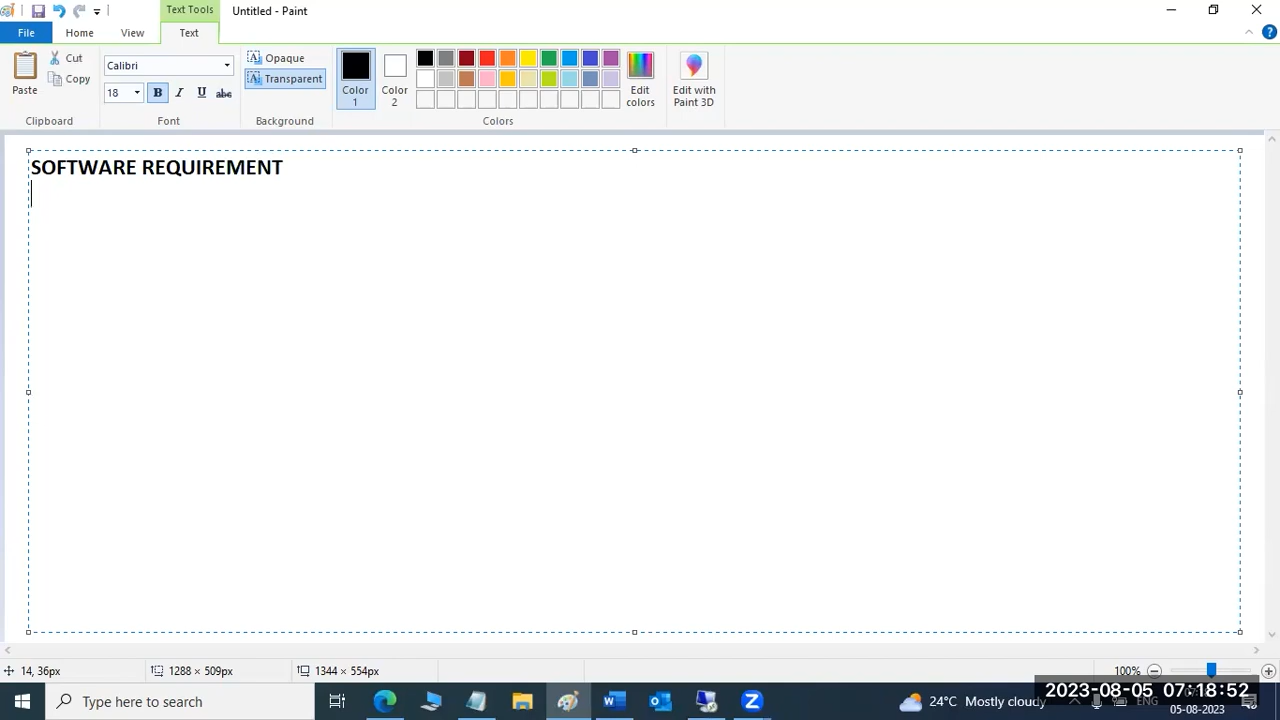 Text Tools
Untitled - Paint
File
Home
View
Text
Paste
Cut
Copy
Clipboard
Calibri
18
B
I
U
abc
Font
Opaque
Transparent
Background
Color
1
Color
2
Edit
colors
Colors
Edit with
Paint 3D
SOFTWARE REQUIREMENT
14, 36px
1288 × 509px
1344 × 554px
100%
Type here to search
24°C Mostly cloudy
ENG
2023-08-05 07:18:52
05-08-2023